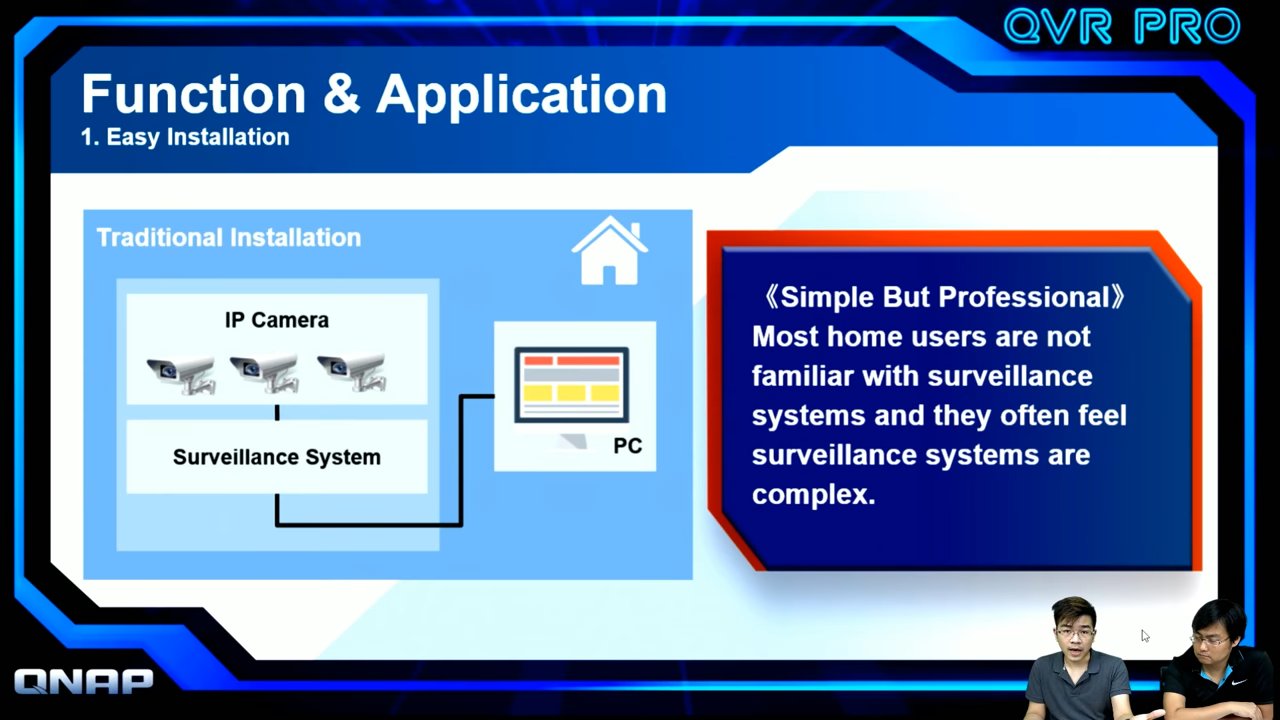 QVR PRO
Function & Application
1. Easy Installation
Traditional Installation
IP Camera
Surveillance System
PC
《Simple But Professional》
Most home users are not
familiar with surveillance
systems and they often feel
surveillance systems are
complex.
QNAP